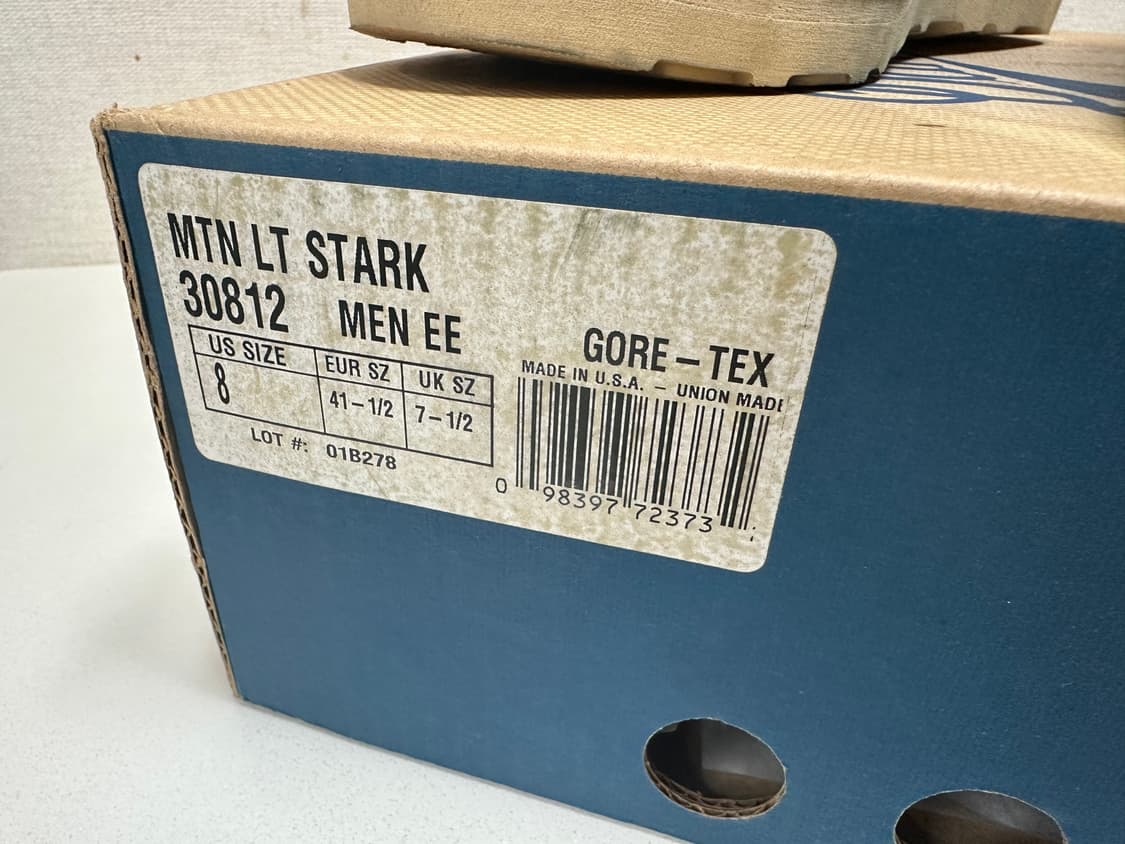 MTN LT STARK
30812 MEN EE
US SIZE EUR SZ UK SZ
8 41-1/2 7-1/2
LOT #: 01B278
GORE-TEX
MADE IN U.S.A. - UNION MADE
0 98397 72373